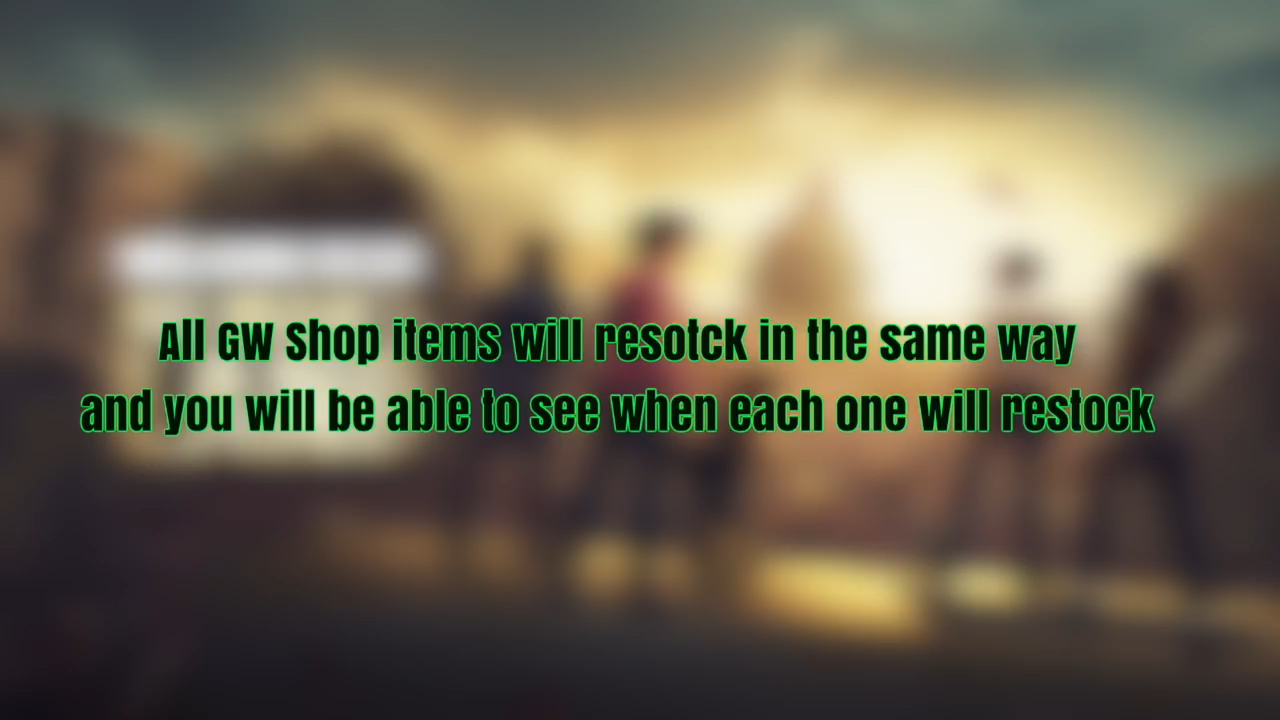 All GW Shop items will resotck in the same way
and you will be able to see when each one will restock